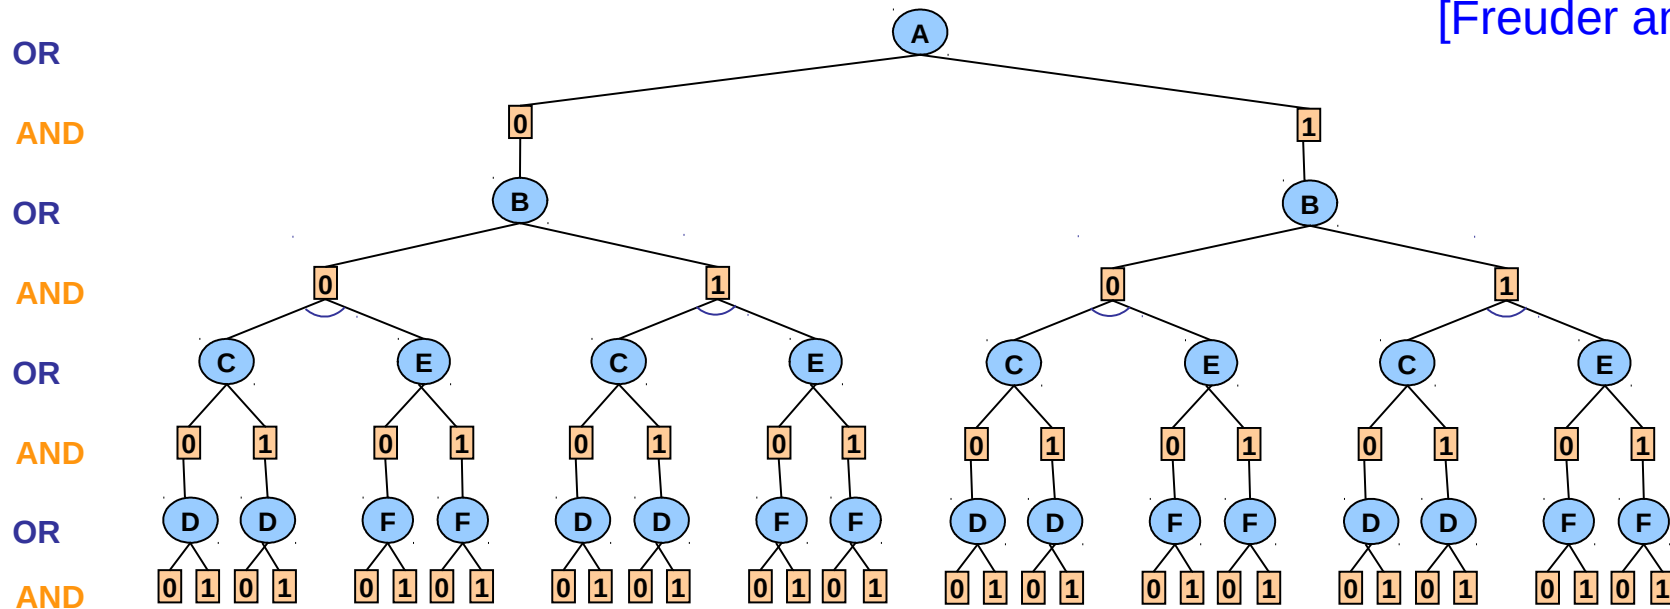 [Freuder an
OR A
AND 0 1
OR B B
AND 0 1 0 1
OR C E C E C E C E
AND 0 1 0 1 0 1 0 1 0 1 0 1 0 1 0 1
OR D D F F D D F F D D F F D D F F
AND 0 1 0 1 0 1 0 1 0 1 0 1 0 1 0 1 0 1 0 1 0 1 0 1 0 1 0 1 0 1 0 1